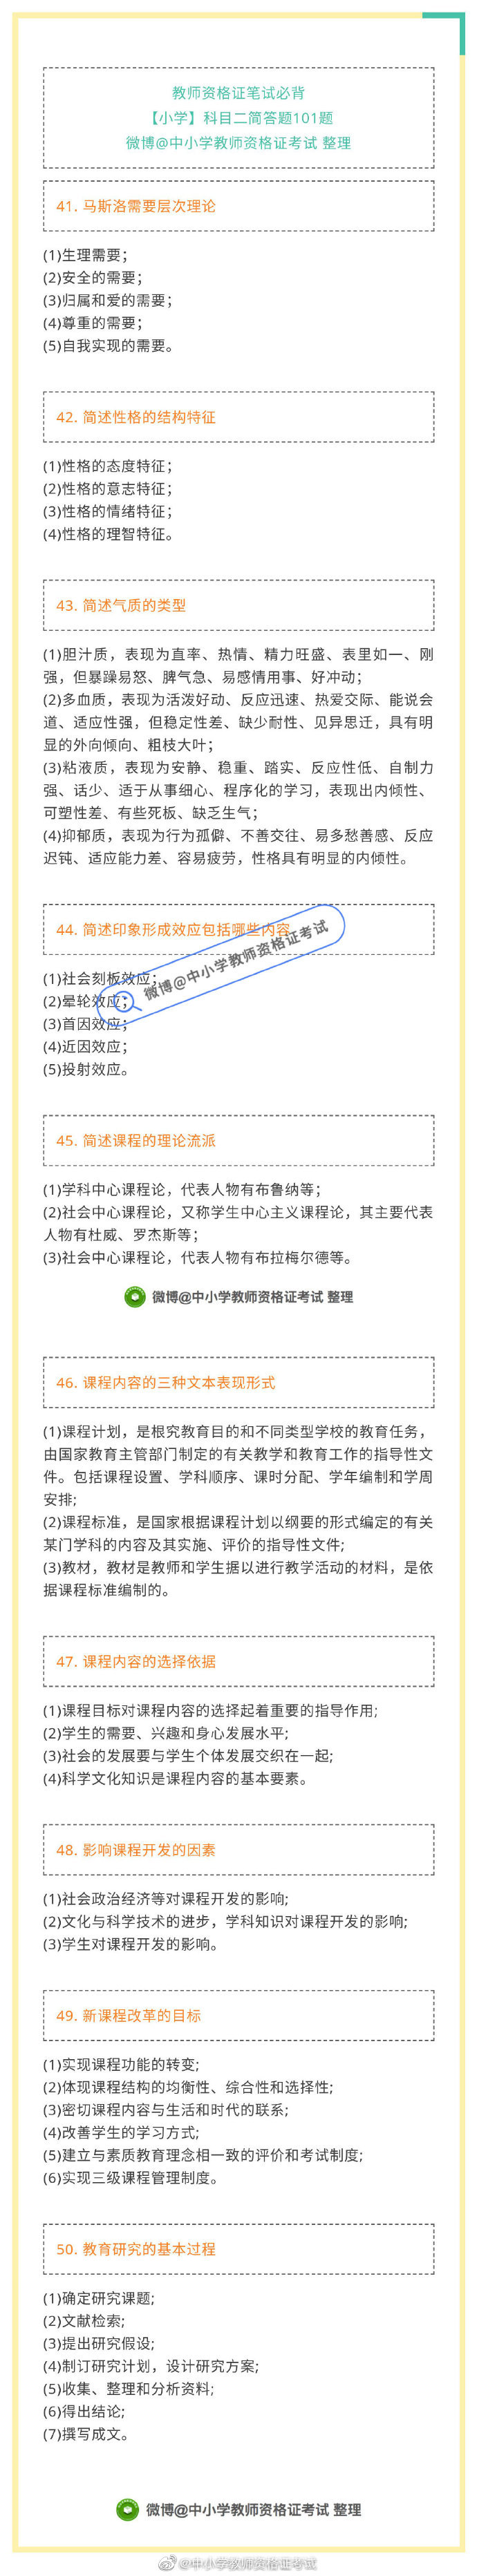 教师资格证笔试必背
【小学】科目二简答题101题
微博@中小学教师资格证考试 整理
41. 马斯洛需要层次理论
(1)生理需要；
(2)安全的需要；
(3)归属和爱的需要；
(4)尊重的需要；
(5)自我实现的需要。
42. 简述性格的结构特征
(1)性格的态度特征；
(2)性格的意志特征；
(3)性格的情绪特征；
(4)性格的理智特征。
43. 简述气质的类型
(1)胆汁质，表现为直率、热情、精力旺盛、表里如一、刚
强，但暴躁易怒、脾气急、易感情用事、好冲动；
(2)多血质，表现为活泼好动、反应迅速、热爱交际、能说会
道、适应性强，但稳定性差、缺少耐性、见异思迁，具有明
显的外向倾向、粗枝大叶；
(3)粘液质，表现为安静、稳重、踏实、反应性低、自制力
强、话少、适于从事细心、程序化的学习，表现出内倾性、
可塑性差、有些死板、缺乏生气；
(4)抑郁质，表现为行为孤僻、不善交往、易多愁善感、反应
迟钝、适应能力差、容易疲劳，性格具有明显的内倾性。
44. 简述印象形成效应包括哪些内容
微博@中小学教师资格证考试
(1)社会刻板效应；
(2)晕轮效应；
(3)首因效应；
(4)近因效应；
(5)投射效应。
45. 简述课程的理论流派
(1)学科中心课程论，代表人物有布鲁纳等；
(2)社会中心课程论，又称学生中心主义课程论，其主要代表
人物有杜威、罗杰斯等；
(3)社会中心课程论，代表人物有布拉梅尔德等。
微博@中小学教师资格证考试 整理
46. 课程内容的三种文本表现形式
(1)课程计划，是根究教育目的和不同类型学校的教育任务，
由国家教育主管部门制定的有关教学和教育工作的指导性文
件。包括课程设置、学科顺序、课时分配、学年编制和学周
安排;
(2)课程标准，是国家根据课程计划以纲要的形式编定的有关
某门学科的内容及其实施、评价的指导性文件;
(3)教材，教材是教师和学生据以进行教学活动的材料，是依
据课程标准编制的。
47. 课程内容的选择依据
(1)课程目标对课程内容的选择起着重要的指导作用;
(2)学生的需要、兴趣和身心发展水平;
(3)社会的发展要与学生个体发展交织在一起;
(4)科学文化知识是课程内容的基本要素。
48. 影响课程开发的因素
(1)社会政治经济等对课程开发的影响;
(2)文化与科学技术的进步，学科知识对课程开发的影响;
(3)学生对课程开发的影响。
49. 新课程改革的目标
(1)实现课程功能的转变;
(2)体现课程结构的均衡性、综合性和选择性;
(3)密切课程内容与生活和时代的联系;
(4)改善学生的学习方式;
(5)建立与素质教育理念相一致的评价和考试制度;
(6)实现三级课程管理制度。
50. 教育研究的基本过程
(1)确定研究课题;
(2)文献检索;
(3)提出研究假设;
(4)制订研究计划，设计研究方案;
(5)收集、整理和分析资料;
(6)得出结论;
(7)撰写成文。
微博@中小学教师资格证考试 整理
@中小学教师资格证考试